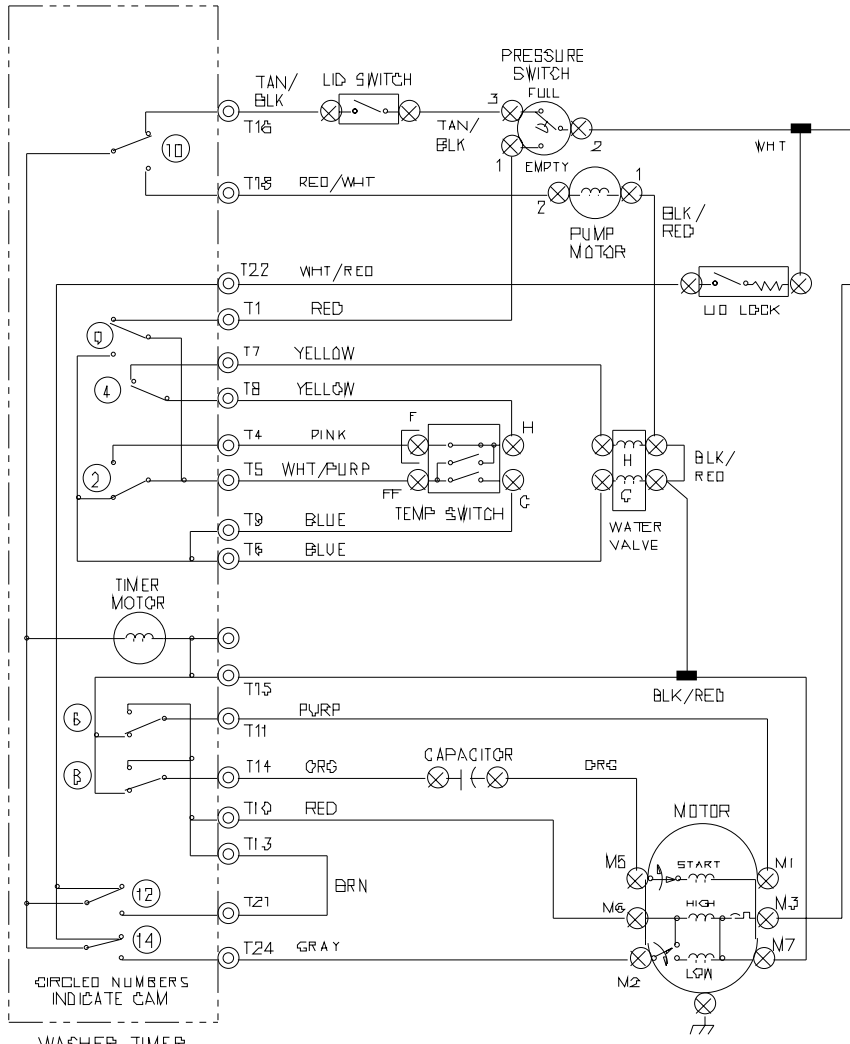 PRESSURE
SWITCH
TAN/
BLK
LID SWITCH
FULL
3
T16
TAN/
BLK
2
WHT
10
1
EMPTY
T18
RED/WHT
2
1
BLK/
RED
PUMP
MOTOR
T22
WHT/RED
LID LOCK
T1
RED
0
T7
YELLOW
4
T8
YELLOW
F
H
T4
PINK
H
BLK/
RED
2
T5
WHT/PURP
FF
C
C
TEMP SWITCH
T9
BLUE
WATER
VALVE
T6
BLUE
TIMER
MOTOR
T15
BLK/RED
6
PURP
T11
8
T14
ORG
CAPACITOR
ORG
T10
RED
MOTOR
T13
M5
START
M1
BRN
12
T21
M6
HIGH
M3
14
T24
GRAY
M7
M2
LOW
CIRCLED NUMBERS
INDICATE CAM
WASHER TIMER